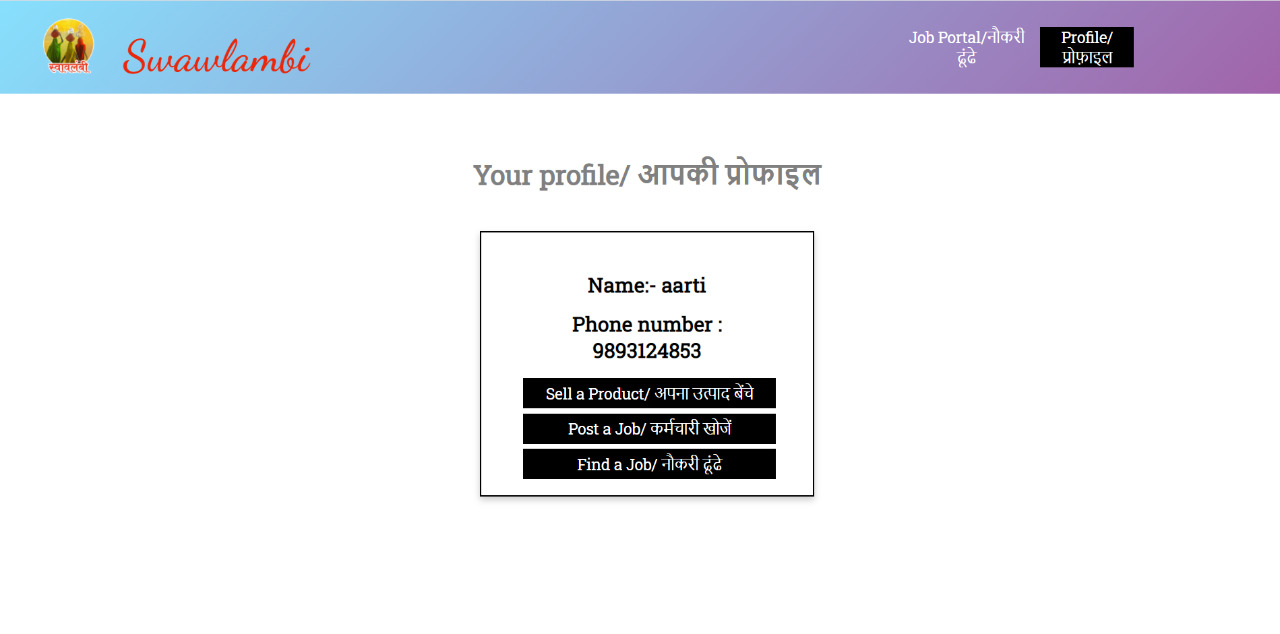 स्वावलंबी
Swawlambi
Job Portal/नौकरी
ढूंढे
Profile/
प्रोफ़ाइल
Your profile/ आपकी प्रोफाइल
Name:- aarti
Phone number :
9893124853
Sell a Product/ अपना उत्पाद बेंचे
Post a Job/ कर्मचारी खोजें
Find a Job/ नौकरी ढूंढे